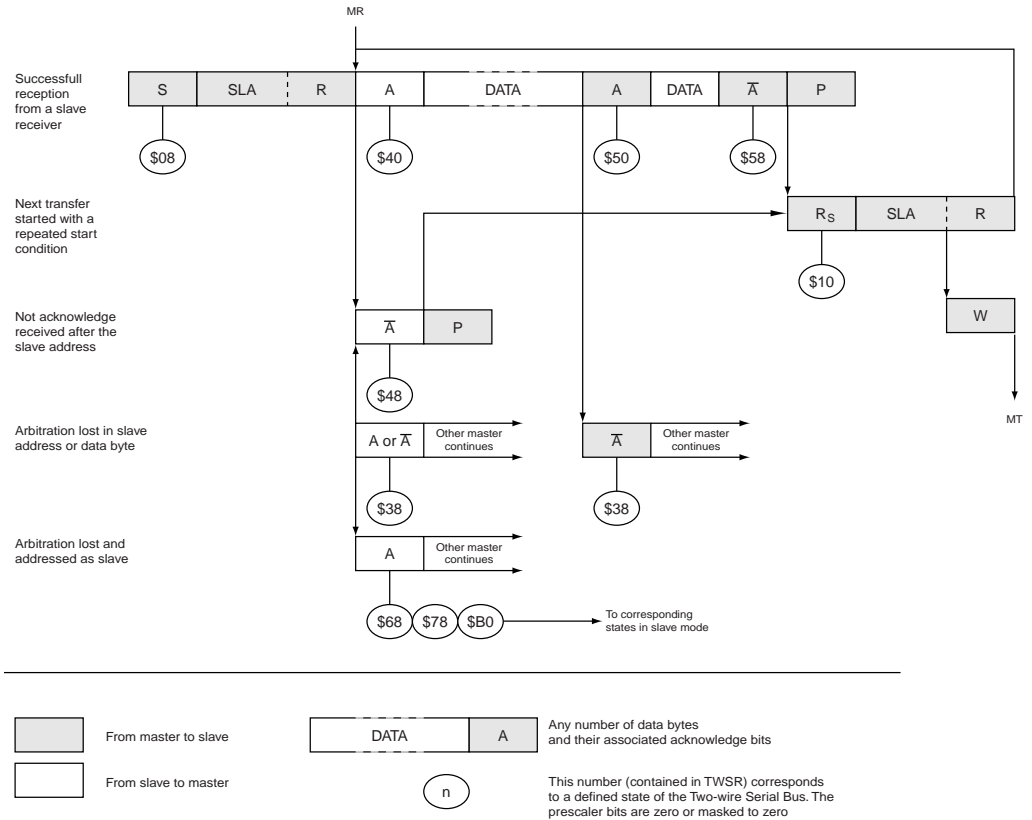 MR
Successfull
reception
from a slave
receiver
S SLA R A DATA A DATA A̅ P
$08 $40 $50 $58
Next transfer
started with a
repeated start
condition
RS SLA R
$10
Not acknowledge
received after the
slave address
A̅ P
W
$48
MT
Arbitration lost in slave
address or data byte
A or A̅
Other master
continues
A̅
Other master
continues
$38 $38
Arbitration lost and
addressed as slave
A
Other master
continues
$68 $78 $B0
To corresponding
states in slave mode
From master to slave
DATA A
Any number of data bytes
and their associated acknowledge bits
From slave to master
n
This number (contained in TWSR) corresponds
to a defined state of the Two-wire Serial Bus. The
prescaler bits are zero or masked to zero